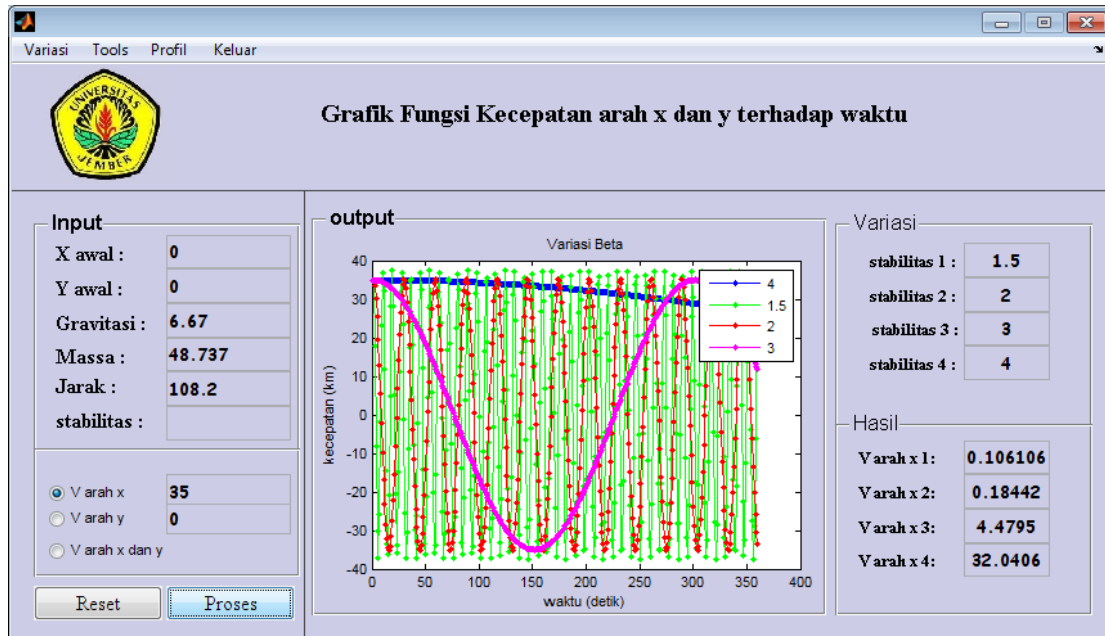 Variasi Tools Profil Keluar
UNIVERSITAS
JEMBER
Grafik Fungsi Kecepatan arah x dan y terhadap waktu
Input
X awal : 0
Y awal : 0
Gravitasi : 6.67
Massa : 48.737
Jarak : 108.2
stabilitas :
V arah x 35
V arah y 0
V arah x dan y
Reset Proses
output
Variasi Beta
40
30
20
10
0
-10
-20
-30
-40
kecepatan (km)
0 50 100 150 200 250 300 350 400
waktu (detik)
4
1.5
2
3
Variasi
stabilitas 1 : 1.5
stabilitas 2 : 2
stabilitas 3 : 3
stabilitas 4 : 4
Hasil
V arah x 1: 0.106106
V arah x 2: 0.18442
V arah x 3: 4.4795
V arah x 4: 32.0406